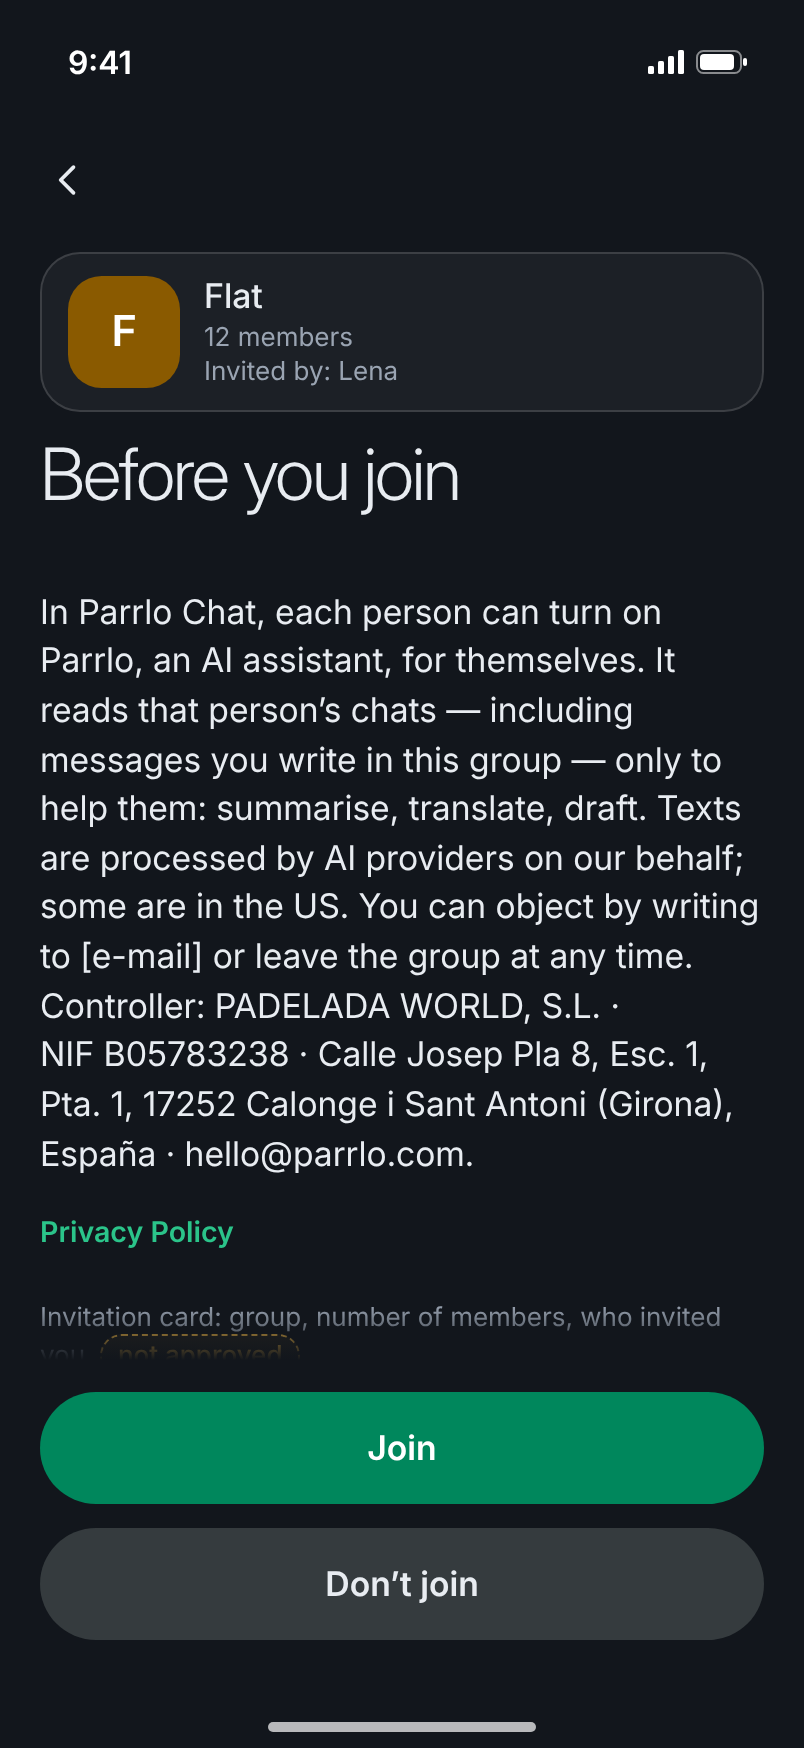 9:41
F
Flat
12 members
Invited by: Lena
Before you join
In Parrlo Chat, each person can turn on
Parrlo, an AI assistant, for themselves. It
reads that person’s chats — including
messages you write in this group — only to
help them: summarise, translate, draft. Texts
are processed by AI providers on our behalf;
some are in the US. You can object by writing
to [e-mail] or leave the group at any time.
Controller: PADELADA WORLD, S.L. ·
NIF B05783238 · Calle Josep Pla 8, Esc. 1,
Pta. 1, 17252 Calonge i Sant Antoni (Girona),
España · hello@parrlo.com.
Privacy Policy
Invitation card: group, number of members, who invited
you. not approved
Join
Don’t join